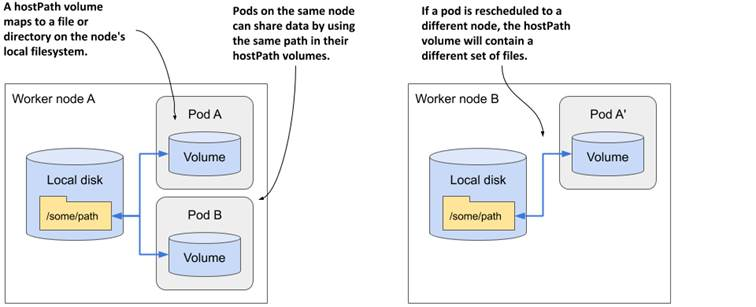 A hostPath volume
maps to a file or
directory on the node's
local filesystem.
Pods on the same node
can share data by using
the same path in their
hostPath volumes.
If a pod is rescheduled to a
different node, the hostPath
volume will contain a
different set of files.
Worker node A
Pod A
Volume
Local disk
/some/path
Pod B
Volume
Worker node B
Pod A'
Volume
Local disk
/some/path